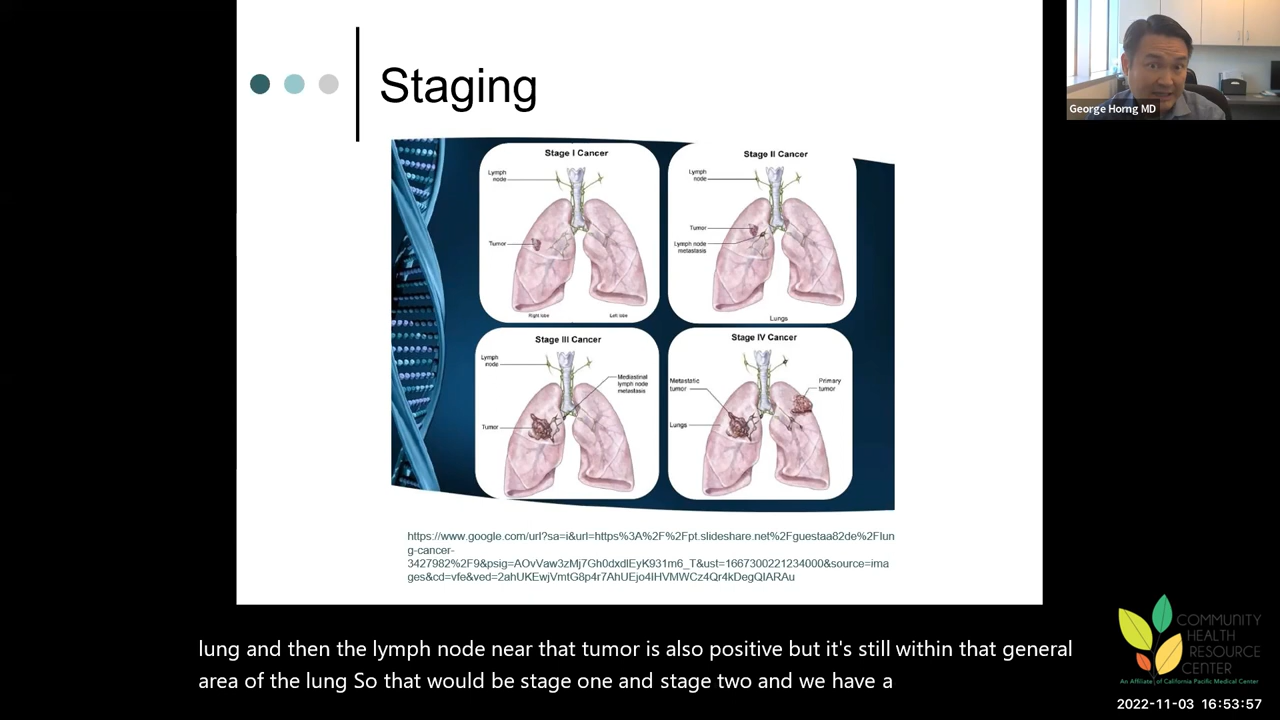 Staging
George Horng MD
Stage I Cancer
Lymph
node
Tumor
Right lobe
Left lobe
Stage II Cancer
Lymph
node
Tumor
Lymph node
metastasis
Lungs
Stage III Cancer
Lymph
node
Mediastinal
lymph node
metastasis
Tumor
Stage IV Cancer
Metastatic
tumor
Primary
tumor
Lungs
https://www.google.com/url?sa=i&url=https%3A%2F%2Fpt.slideshare.net%2Fguestaa82de%2Flun
g-cancer-
3427982%2F9&psig=AOvVaw3zMj7Gh0dxdlEyK931m6_T&ust=1667300221234000&source=ima
ges&cd=vfe&ved=2ahUKEwjVmtG8p4r7AhUEjo4IHVMWCz4Qr4kDegQIARAu
lung and then the lymph node near that tumor is also positive but it's still within that general
area of the lung So that would be stage one and stage two and we have a
COMMUNITY
HEALTH
RESOURCE
CENTER
An Affiliate of California Pacific Medical Center
2022-11-03 16:53:57